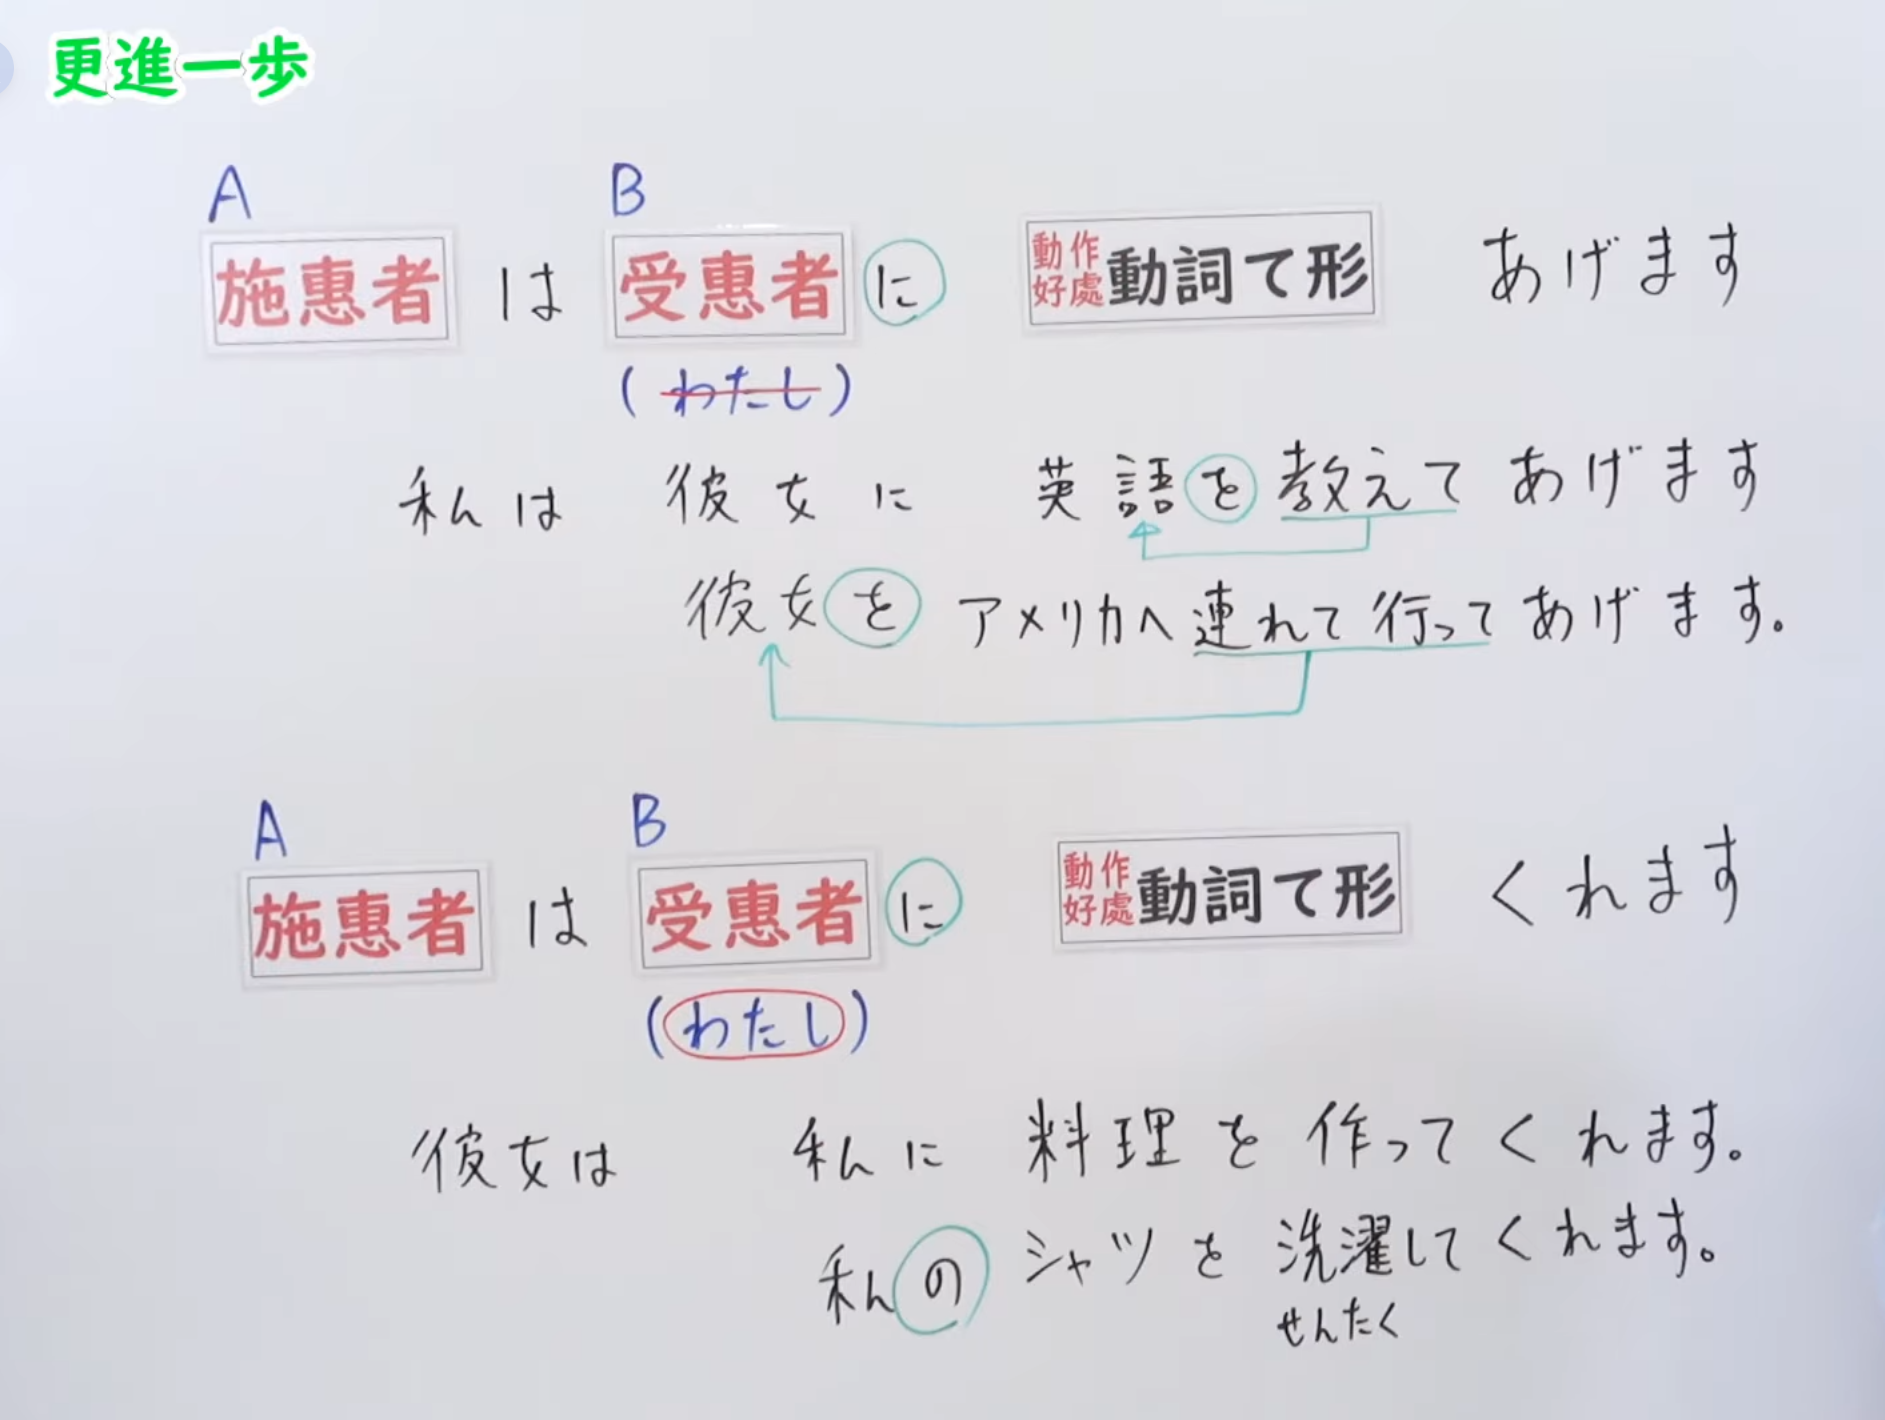 更進一歩
A B
施惠者 は 受惠者 に 動作好處 動詞て形 あげます
(わたし)
私は 彼女に 英語を教えてあげます
彼女を アメリカへ連れて行ってあげます。
A B
施惠者 は 受惠者 に 動作好處 動詞て形 くれます
(わたし)
彼女は 私に 料理を作ってくれます。
私の シャツを洗濯してくれます。
せんたく